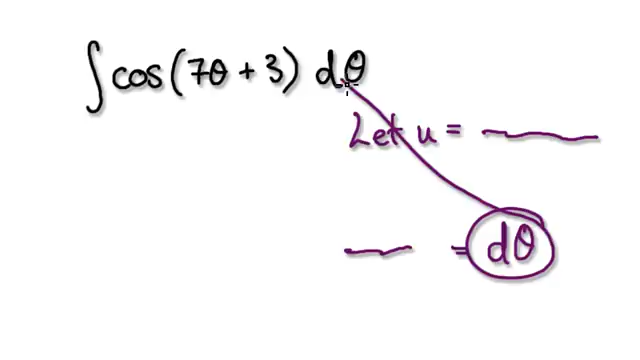 ∫ cos(7θ + 3) dθ
Let u =
= dθ